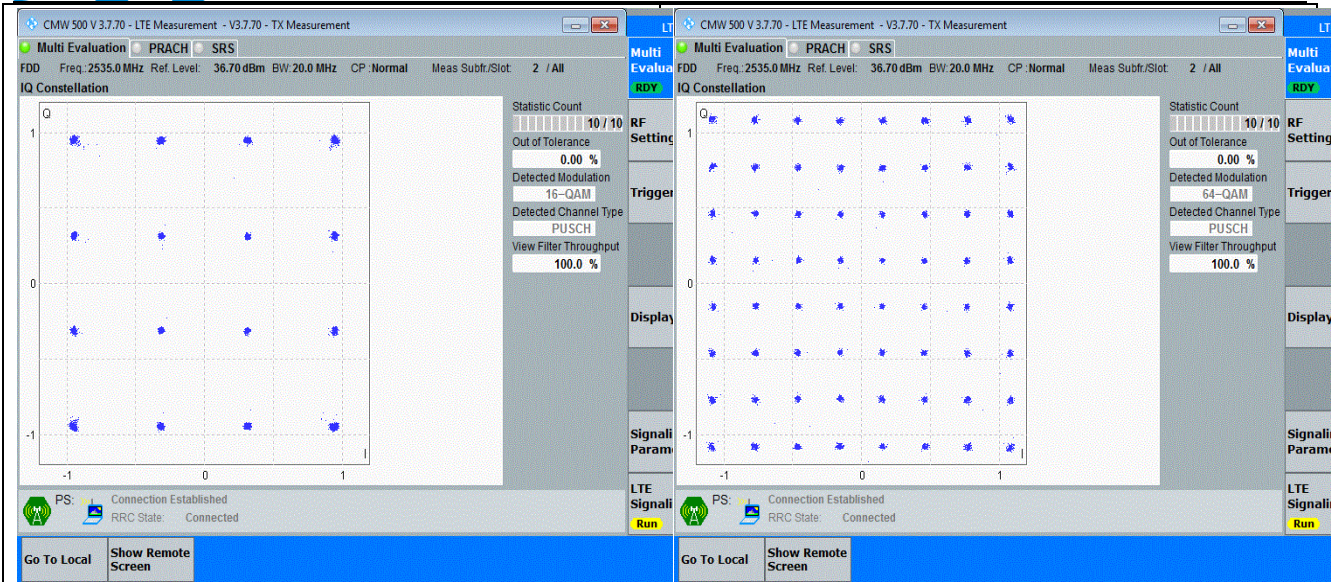 CMW 500 V 3.7.70 - LTE Measurement - V3.7.70 - TX Measurement
LT
Multi Evaluation PRACH SRS
Multi
Evalua
RDY
FDD Freq.:2535.0MHz Ref. Level: 36.70dBm BW:20.0 MHz CP :Normal Meas Subfr./Slot: 2 / All
IQ Constellation
Q
1
0
-1
-1 0 1
I
Statistic Count
10 / 10
Out of Tolerance
0.00 %
Detected Modulation
16-QAM
Detected Channel Type
PUSCH
View Filter Throughput
100.0 %
RF
Setting
Trigger
Display
Signali
Param
LTE
Signali
Run
PS: Connection Established
RRC State: Connected
Go To Local
Show Remote
Screen
CMW 500 V 3.7.70 - LTE Measurement - V3.7.70 - TX Measurement
LT
Multi Evaluation PRACH SRS
Multi
Evalua
RDY
FDD Freq.:2535.0MHz Ref. Level: 36.70dBm BW:20.0 MHz CP :Normal Meas Subfr./Slot: 2 / All
IQ Constellation
Q
1
0
-1
-1 0 1
I
Statistic Count
10 / 10
Out of Tolerance
0.00 %
Detected Modulation
64-QAM
Detected Channel Type
PUSCH
View Filter Throughput
100.0 %
RF
Setting
Trigger
Display
Signali
Param
LTE
Signali
Run
PS: Connection Established
RRC State: Connected
Go To Local
Show Remote
Screen